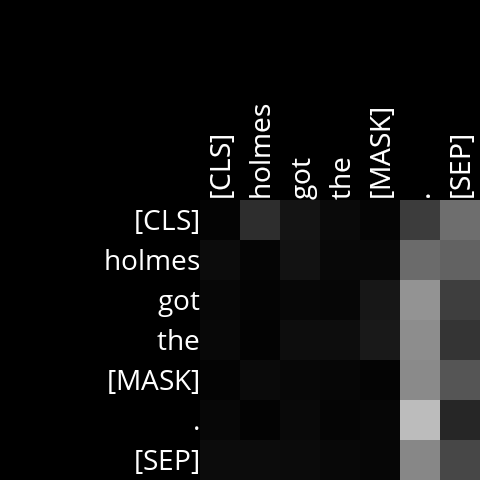 [CLS] holmes got the [MASK] . [SEP]
[CLS]
holmes
got
the
[MASK]
.
[SEP]